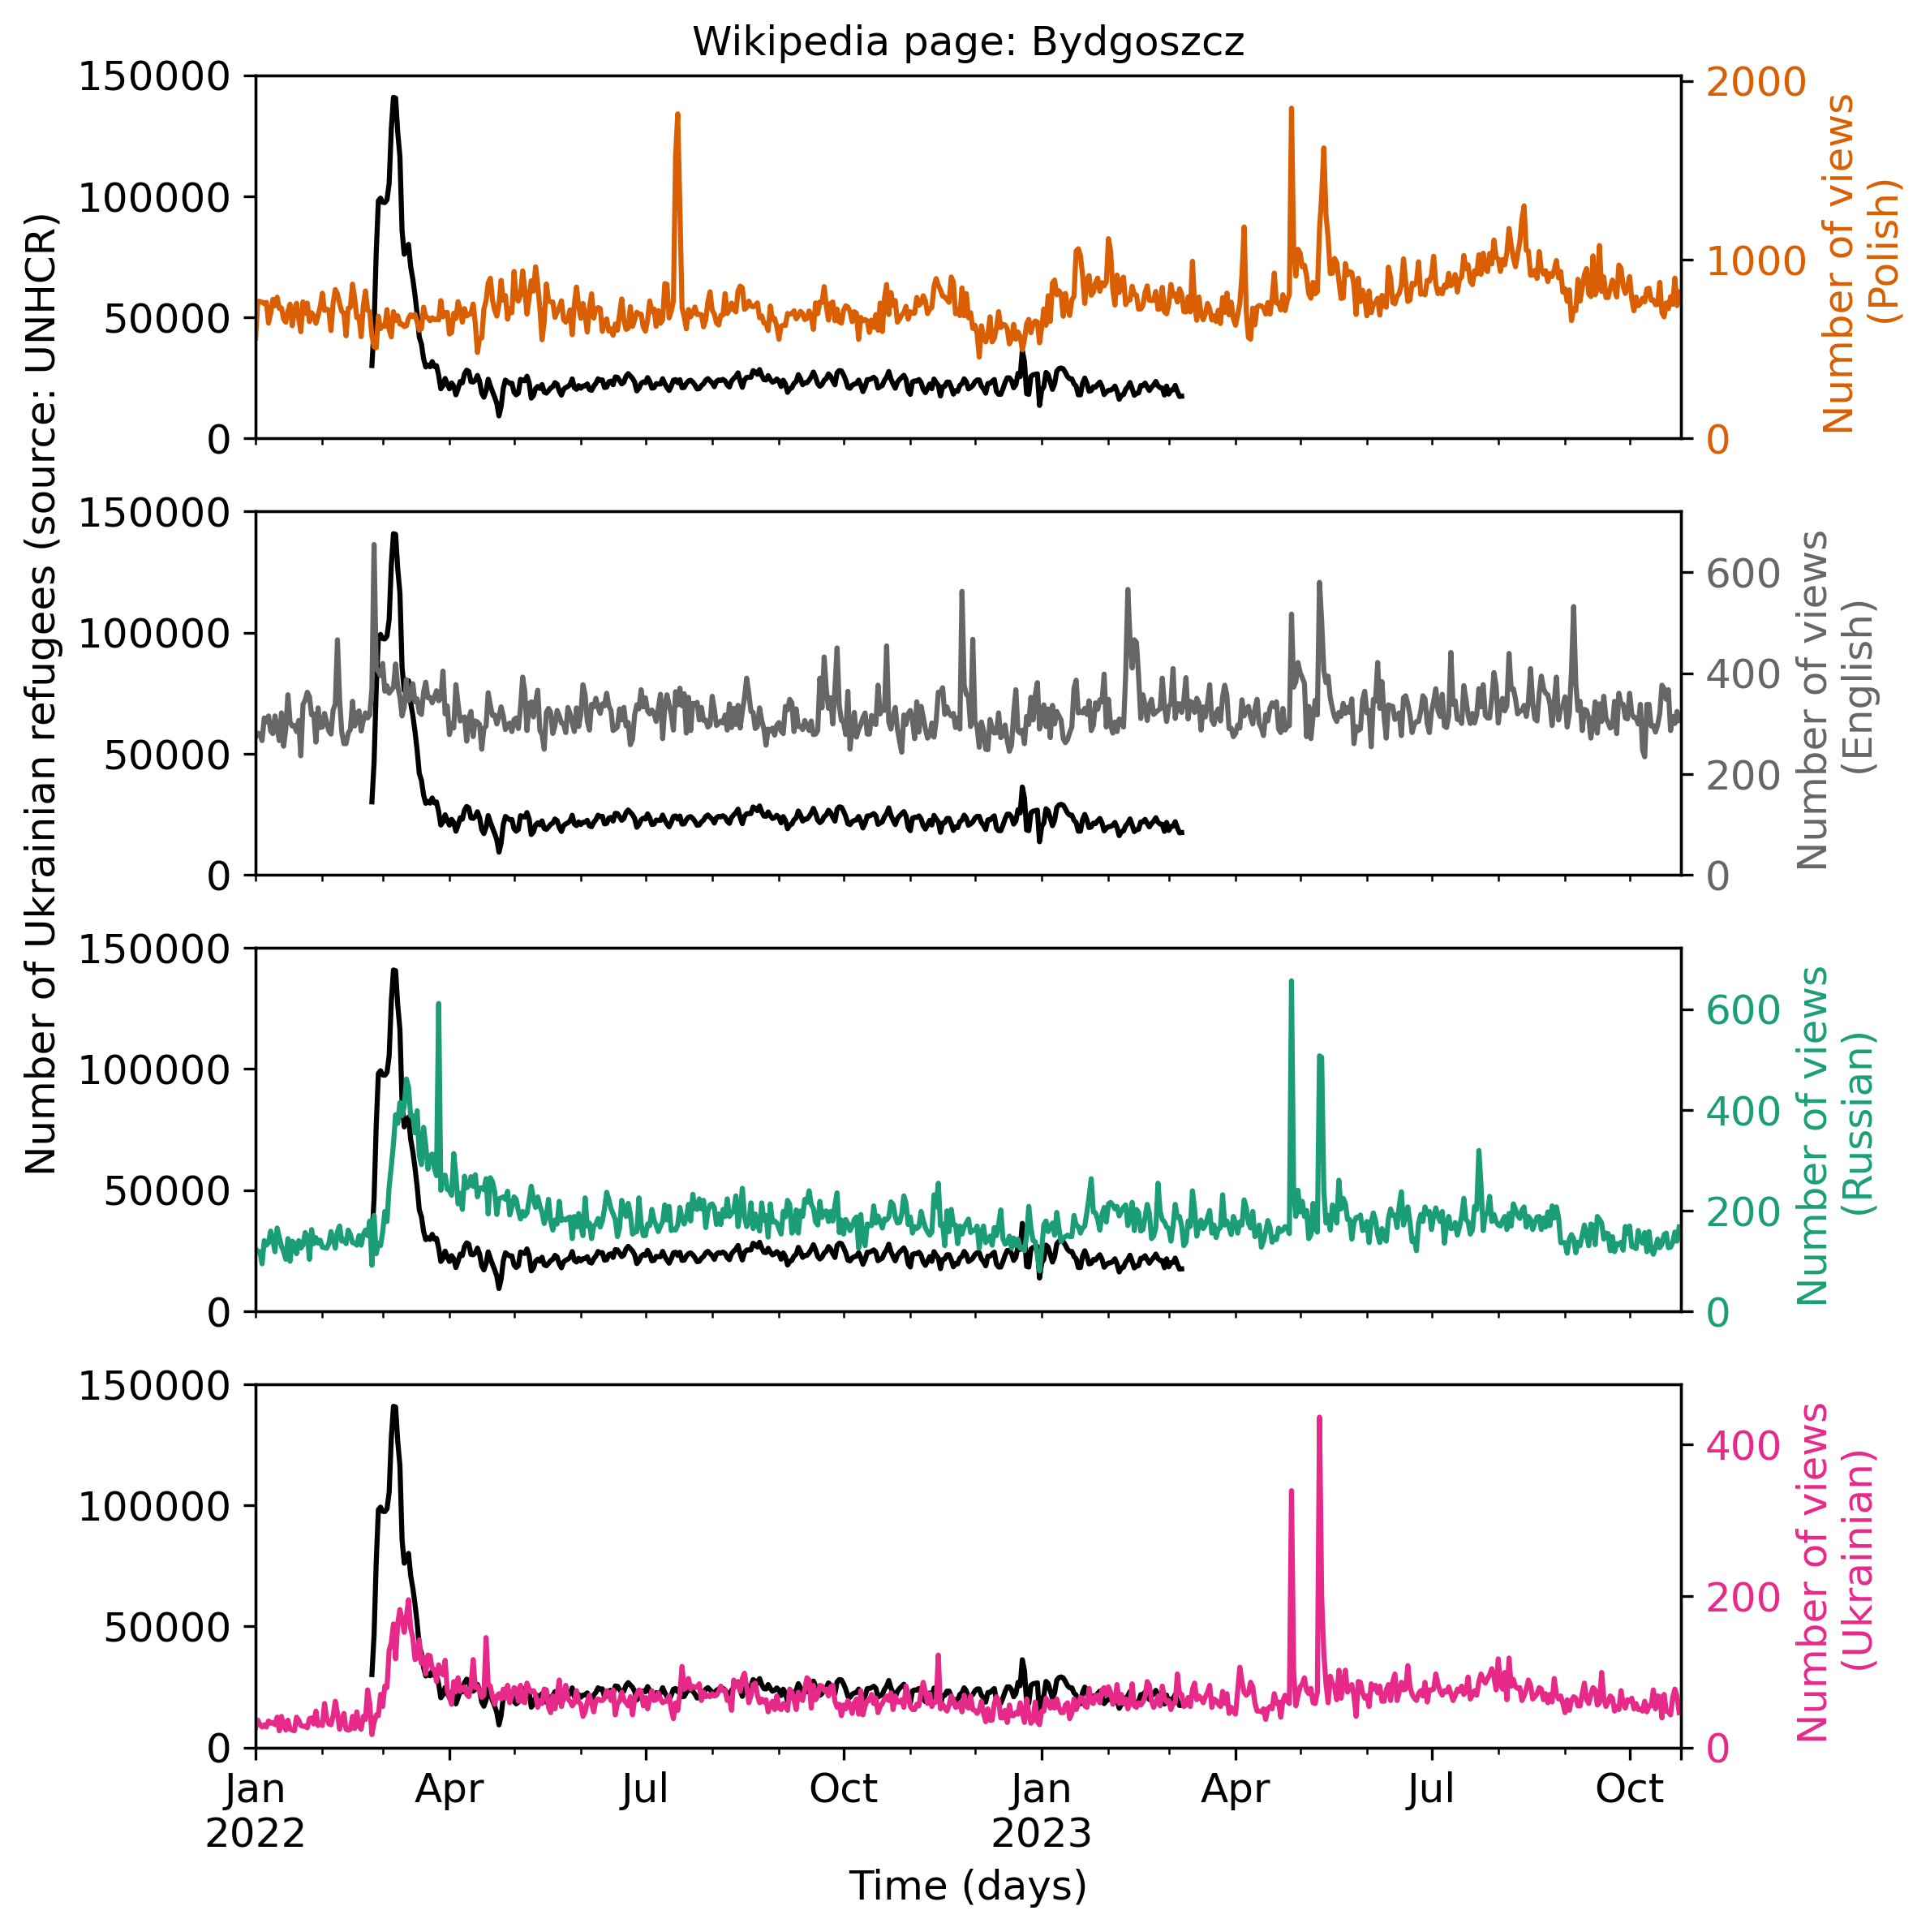 Wikipedia page: Bydgoszcz
Number of Ukrainian refugees (source: UNHCR)
150000
100000
50000
0
2000
1000
0
Number of views
(Polish)
150000
100000
50000
0
600
400
200
0
Number of views
(English)
150000
100000
50000
0
600
400
200
0
Number of views
(Russian)
150000
100000
50000
0
400
200
0
Number of views
(Ukrainian)
Jan Apr Jul Oct Jan Apr Jul Oct
2022 2023
Time (days)